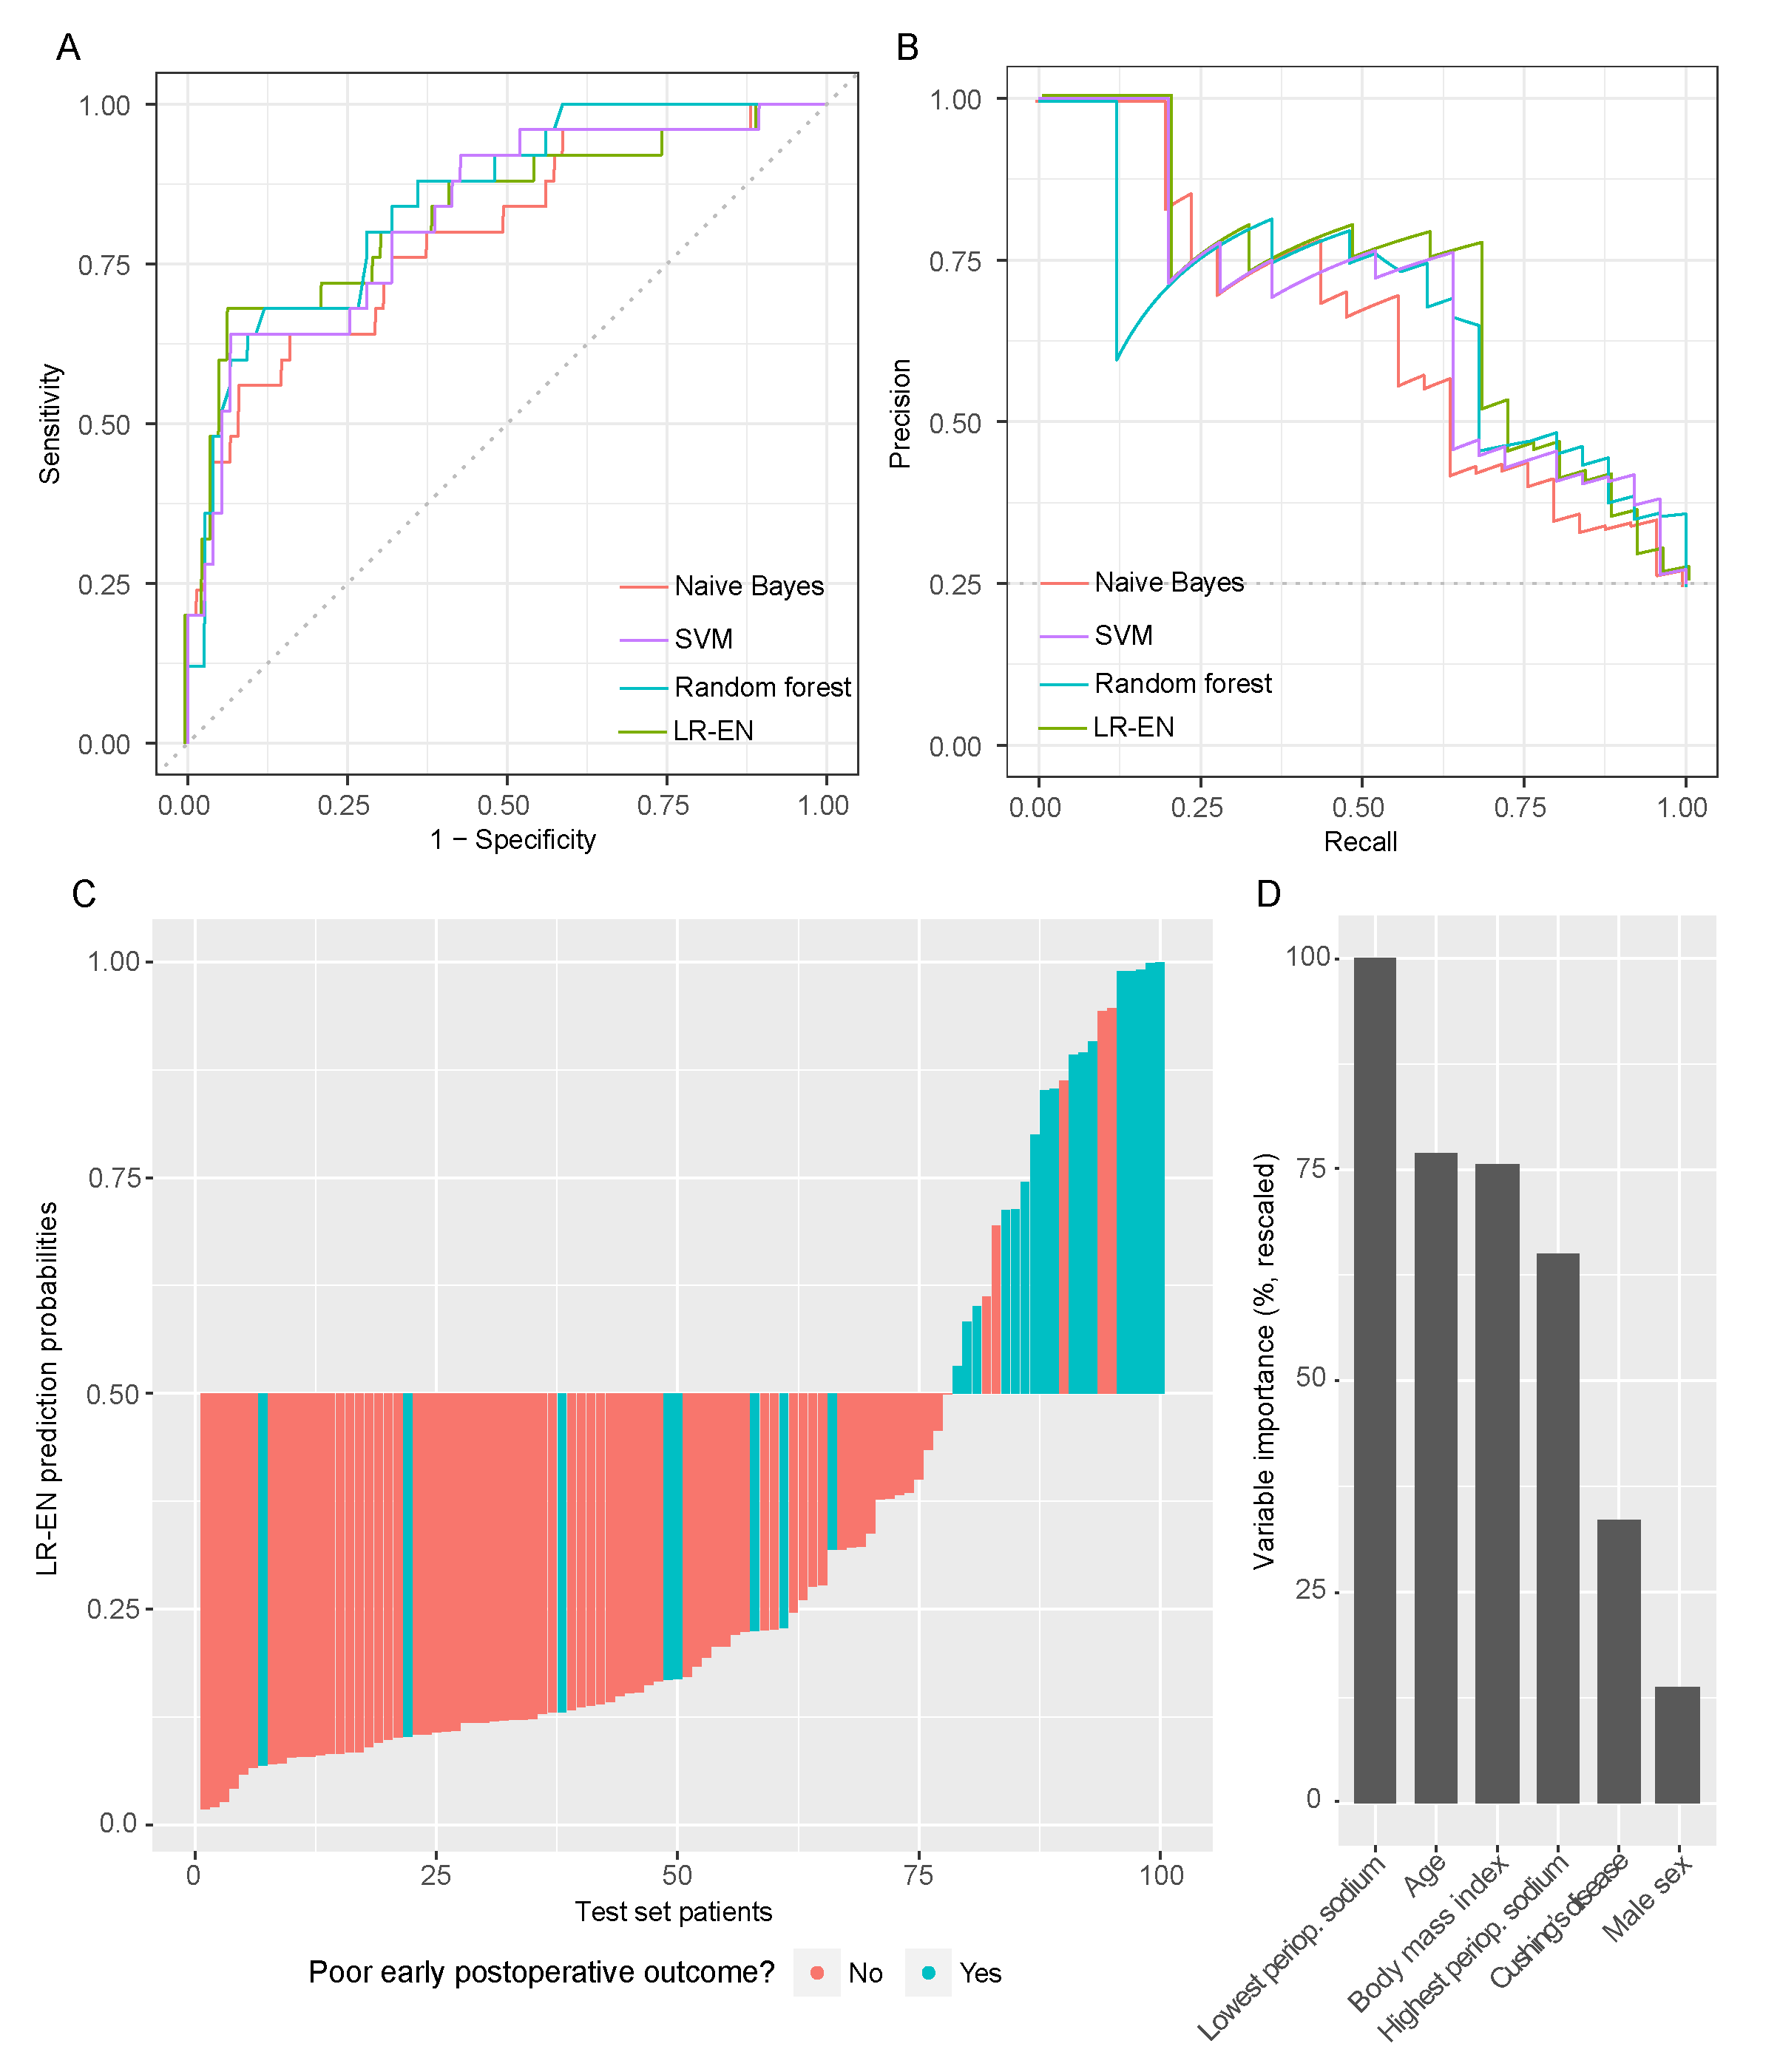 A
1.00
0.75
0.50
0.25
0.00
Sensitivity
Naive Bayes
SVM
Random forest
LR-EN
0.00 0.25 0.50 0.75 1.00
1 − Specificity
B
1.00
0.75
0.50
0.25
0.00
Precision
Naive Bayes
SVM
Random forest
LR-EN
0.00 0.25 0.50 0.75 1.00
Recall
C
1.00
0.75
0.50
0.25
0.0
LR-EN prediction probabilities
0 25 50 75 100
Test set patients
Poor early postoperative outcome? No Yes
D
100
75
50
25
0
Variable importance (%, rescaled)
Lowest periop. sodium
Age
Body mass index
Highest periop. sodium
Cushing's disease
Male sex